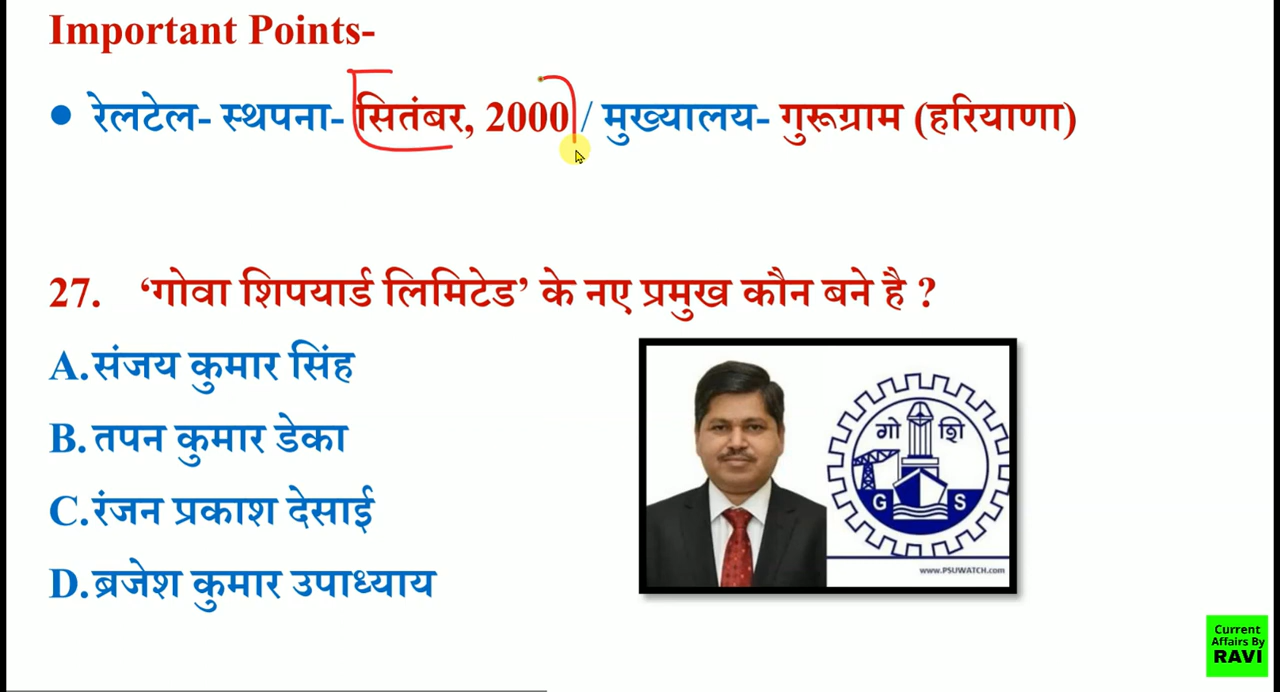 Important Points-
● रेलटेल- स्थपना- सितंबर, 2000 / मुख्यालय- गुरूग्राम (हरियाणा)
27. ‘गोवा शिपयार्ड लिमिटेड’ के नए प्रमुख कौन बने है ?
A.संजय कुमार सिंह
B.तपन कुमार डेका
C.रंजन प्रकाश देसाई
D.ब्रजेश कुमार उपाध्याय
गो शि
G S
www.PSUWATCH.com
Current
Affairs By
RAVI